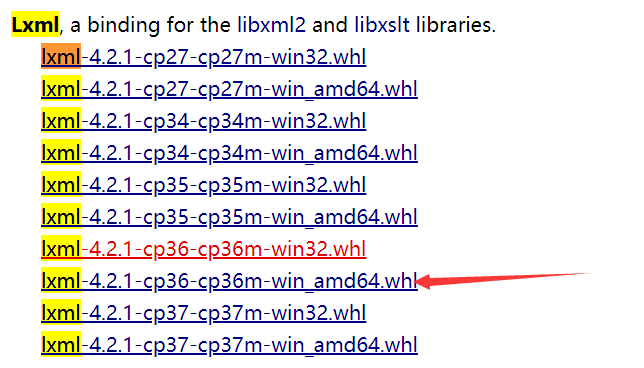 Lxml, a binding for the libxml2 and libxslt libraries.
lxml-4.2.1-cp27-cp27m-win32.whl
lxml-4.2.1-cp27-cp27m-win_amd64.whl
lxml-4.2.1-cp34-cp34m-win32.whl
lxml-4.2.1-cp34-cp34m-win_amd64.whl
lxml-4.2.1-cp35-cp35m-win32.whl
lxml-4.2.1-cp35-cp35m-win_amd64.whl
lxml-4.2.1-cp36-cp36m-win32.whl
lxml-4.2.1-cp36-cp36m-win_amd64.whl
lxml-4.2.1-cp37-cp37m-win32.whl
lxml-4.2.1-cp37-cp37m-win_amd64.whl